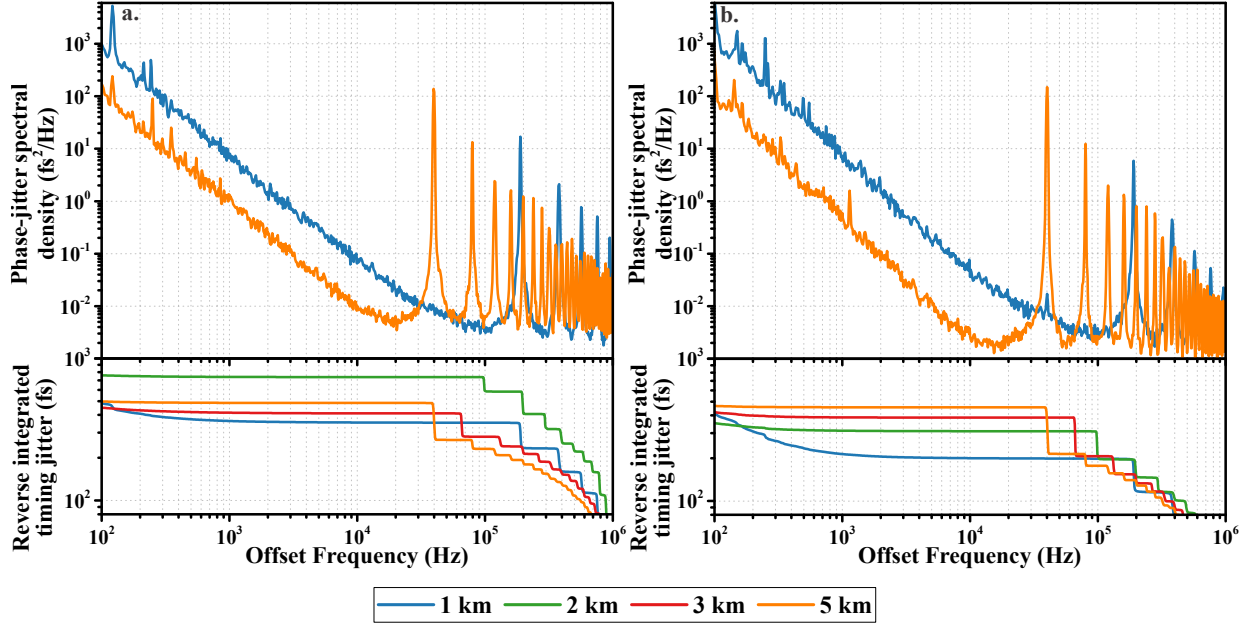 a.
Phase-jitter spectral
density (fs²/Hz)
10³
10²
10¹
10⁰
10⁻¹
10⁻²
10³
Reverse integrated
timing jitter (fs)
10²
10² 10³ 10⁴ 10⁵ 10⁶
Offset Frequency (Hz)
b.
Phase-jitter spectral
density (fs²/Hz)
10³
10²
10¹
10⁰
10⁻¹
10⁻²
10³
Reverse integrated
timing jitter (fs)
10²
10² 10³ 10⁴ 10⁵ 10⁶
Offset Frequency (Hz)
1 km 2 km 3 km 5 km